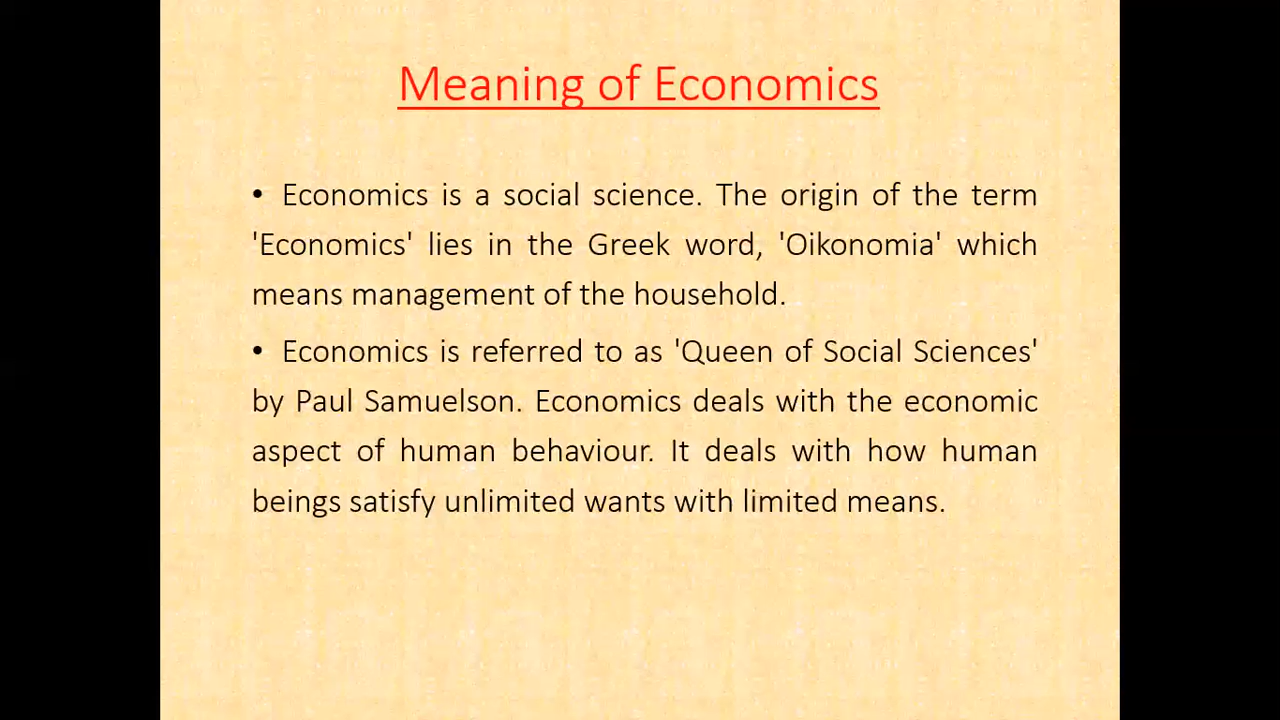 Meaning of Economics
• Economics is a social science. The origin of the term
'Economics' lies in the Greek word, 'Oikonomia' which
means management of the household.
• Economics is referred to as 'Queen of Social Sciences'
by Paul Samuelson. Economics deals with the economic
aspect of human behaviour. It deals with how human
beings satisfy unlimited wants with limited means.